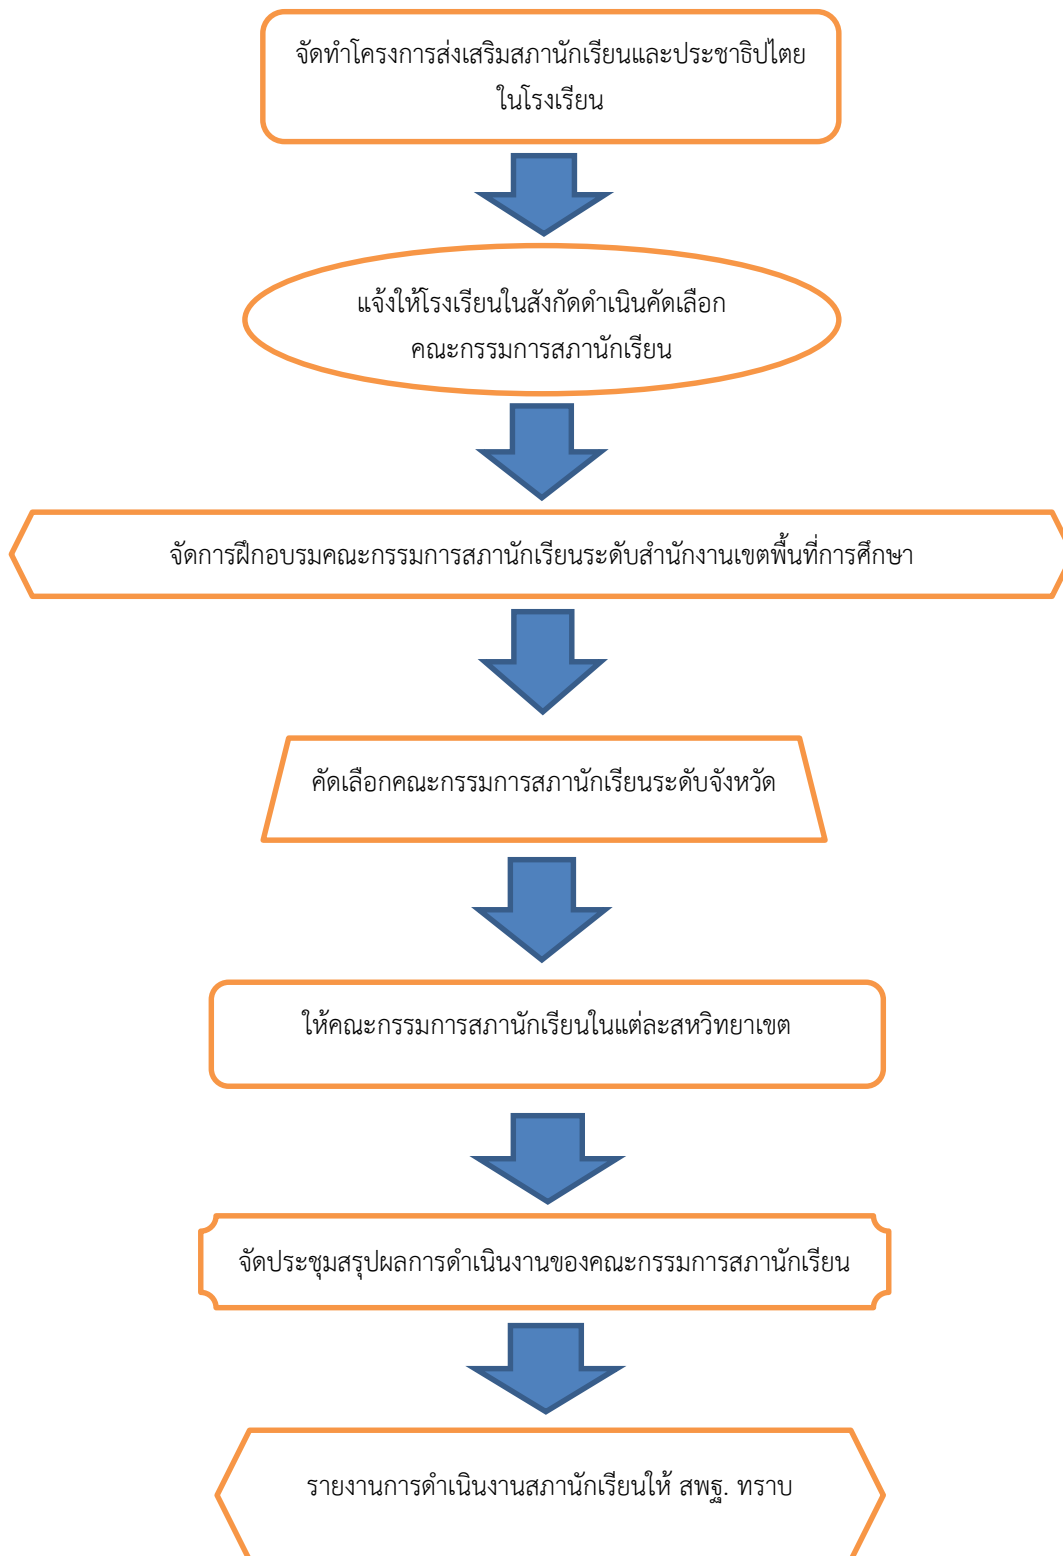 จัดทำโครงการส่งเสริมสภานักเรียนและประชาธิปไตย
ในโรงเรียน
แจ้งให้โรงเรียนในสังกัดดำเนินคัดเลือก
คณะกรรมการสภานักเรียน
จัดการฝึกอบรมคณะกรรมการสภานักเรียนระดับสำนักงานเขตพื้นที่การศึกษา
คัดเลือกคณะกรรมการสภานักเรียนระดับจังหวัด
ให้คณะกรรมการสภานักเรียนในแต่ละสหวิทยาเขต
จัดประชุมสรุปผลการดำเนินงานของคณะกรรมการสภานักเรียน
รายงานการดำเนินงานสภานักเรียนให้ สพฐ. ทราบ